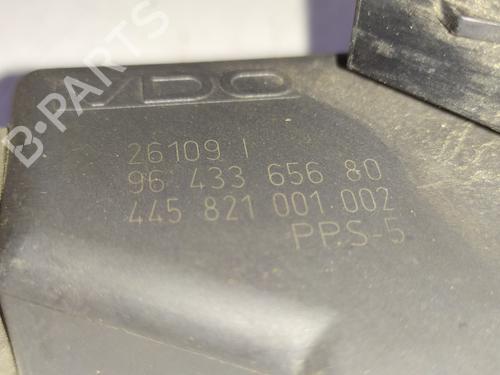 VDO
26109 I
96 433 656 80
445 821 001.002
PPS-5
B-PARTS